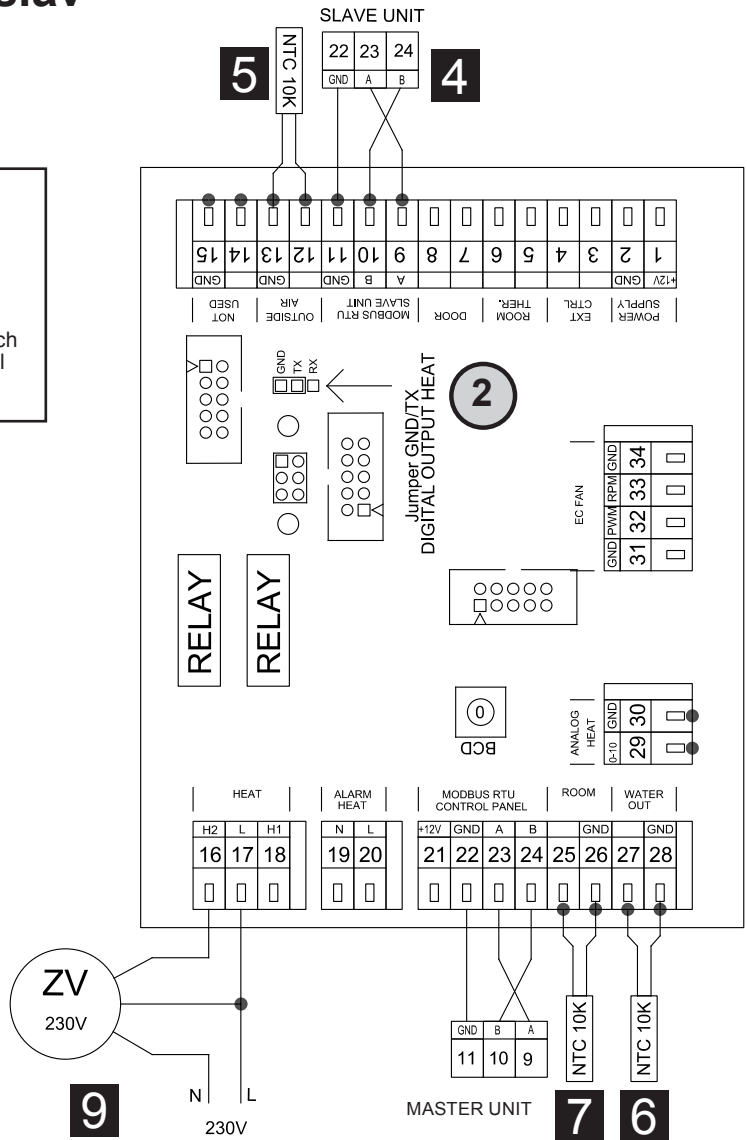 SLAVE UNIT
5
NTC 10K
22 23 24
GND A B
4
15 14 13 12 11 10 9 8 7 6 5 4 3 2 1
GND GND GND B A GND +12V
NOT USED
OUTSIDE AIR
MODBUS RTU SLAVE UNIT
DOOR
ROOM THER.
EXT CTRL
POWER SUPPLY
ch
l
GND
TX
RX
2
Jumper GND/TX
DIGITAL OUTPUT HEAT
EC FAN
GND 34
RPM 33
PWM 32
GND 31
RELAY
RELAY
0
BCD
ANALOG
HEAT
GND 30
0-10 29
HEAT
ALARM
HEAT
MODBUS RTU
CONTROL PANEL
ROOM
WATER
OUT
H2 L H1 N L +12V GND A B GND GND
16 17 18 19 20 21 22 23 24 25 26 27 28
ZV
230V
N L
230V
9
GND B A
11 10 9
MASTER UNIT
NTC 10K
7
NTC 10K
6